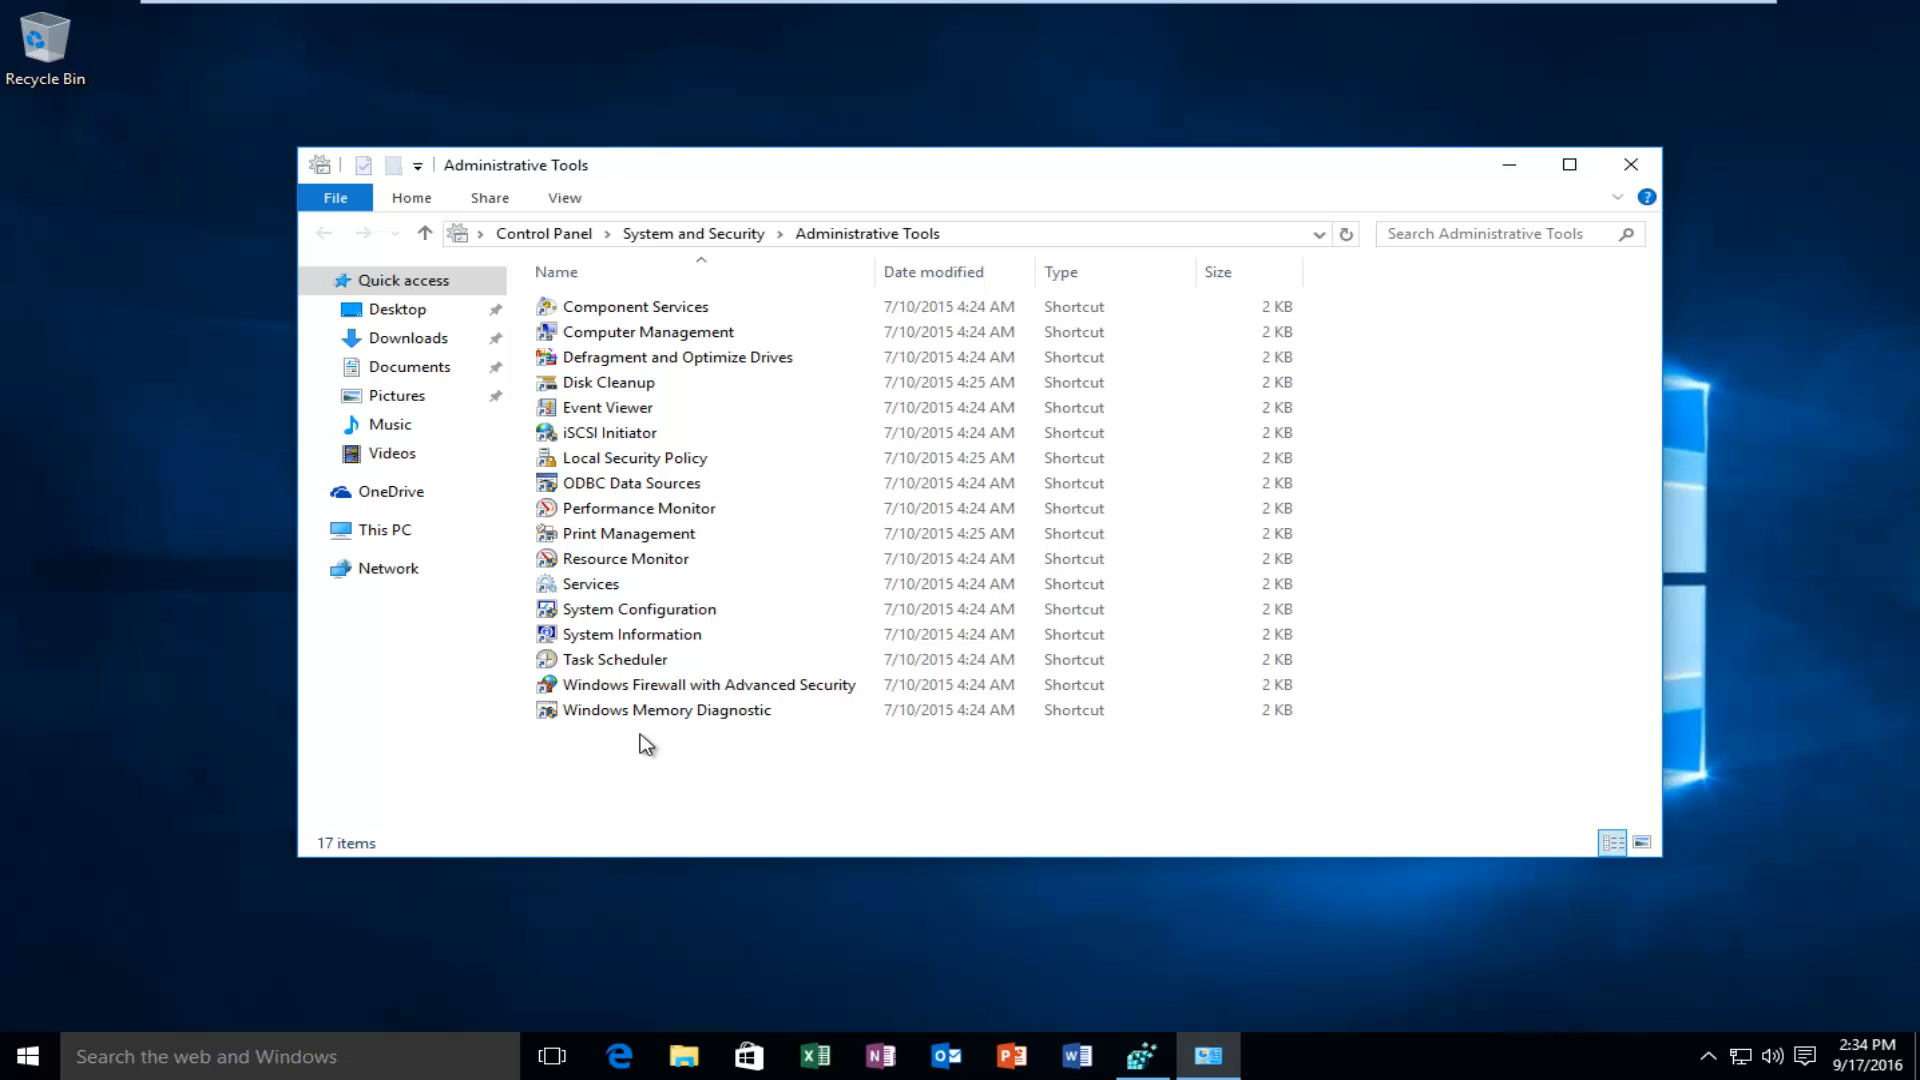 Recycle Bin
Administrative Tools
File Home Share View
Control Panel System and Security Administrative Tools Search Administrative Tools
Name Date modified Type Size
Quick access
Desktop
Downloads
Documents
Pictures
Music
Videos
OneDrive
This PC
Network
Component Services 7/10/2015 4:24 AM Shortcut 2 KB
Computer Management 7/10/2015 4:24 AM Shortcut 2 KB
Defragment and Optimize Drives 7/10/2015 4:24 AM Shortcut 2 KB
Disk Cleanup 7/10/2015 4:25 AM Shortcut 2 KB
Event Viewer 7/10/2015 4:24 AM Shortcut 2 KB
iSCSI Initiator 7/10/2015 4:24 AM Shortcut 2 KB
Local Security Policy 7/10/2015 4:25 AM Shortcut 2 KB
ODBC Data Sources 7/10/2015 4:24 AM Shortcut 2 KB
Performance Monitor 7/10/2015 4:24 AM Shortcut 2 KB
Print Management 7/10/2015 4:25 AM Shortcut 2 KB
Resource Monitor 7/10/2015 4:24 AM Shortcut 2 KB
Services 7/10/2015 4:24 AM Shortcut 2 KB
System Configuration 7/10/2015 4:24 AM Shortcut 2 KB
System Information 7/10/2015 4:24 AM Shortcut 2 KB
Task Scheduler 7/10/2015 4:24 AM Shortcut 2 KB
Windows Firewall with Advanced Security 7/10/2015 4:24 AM Shortcut 2 KB
Windows Memory Diagnostic 7/10/2015 4:24 AM Shortcut 2 KB
17 items
Search the web and Windows
2:34 PM
9/17/2016